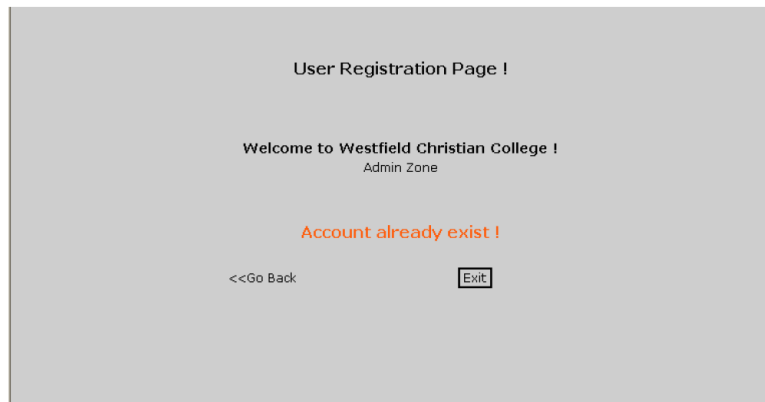 User Registration Page !
Welcome to Westfield Christian College !
Admin Zone
Account already exist !
<<Go Back Exit